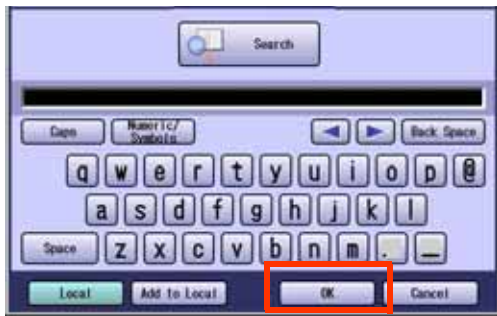 Search
Caps Numeric/ Back Space
Symbols
q w e r t y u i o p @
a s d f g h j k l
Space z x c v b n m . _
Local Add to Local OK Cancel